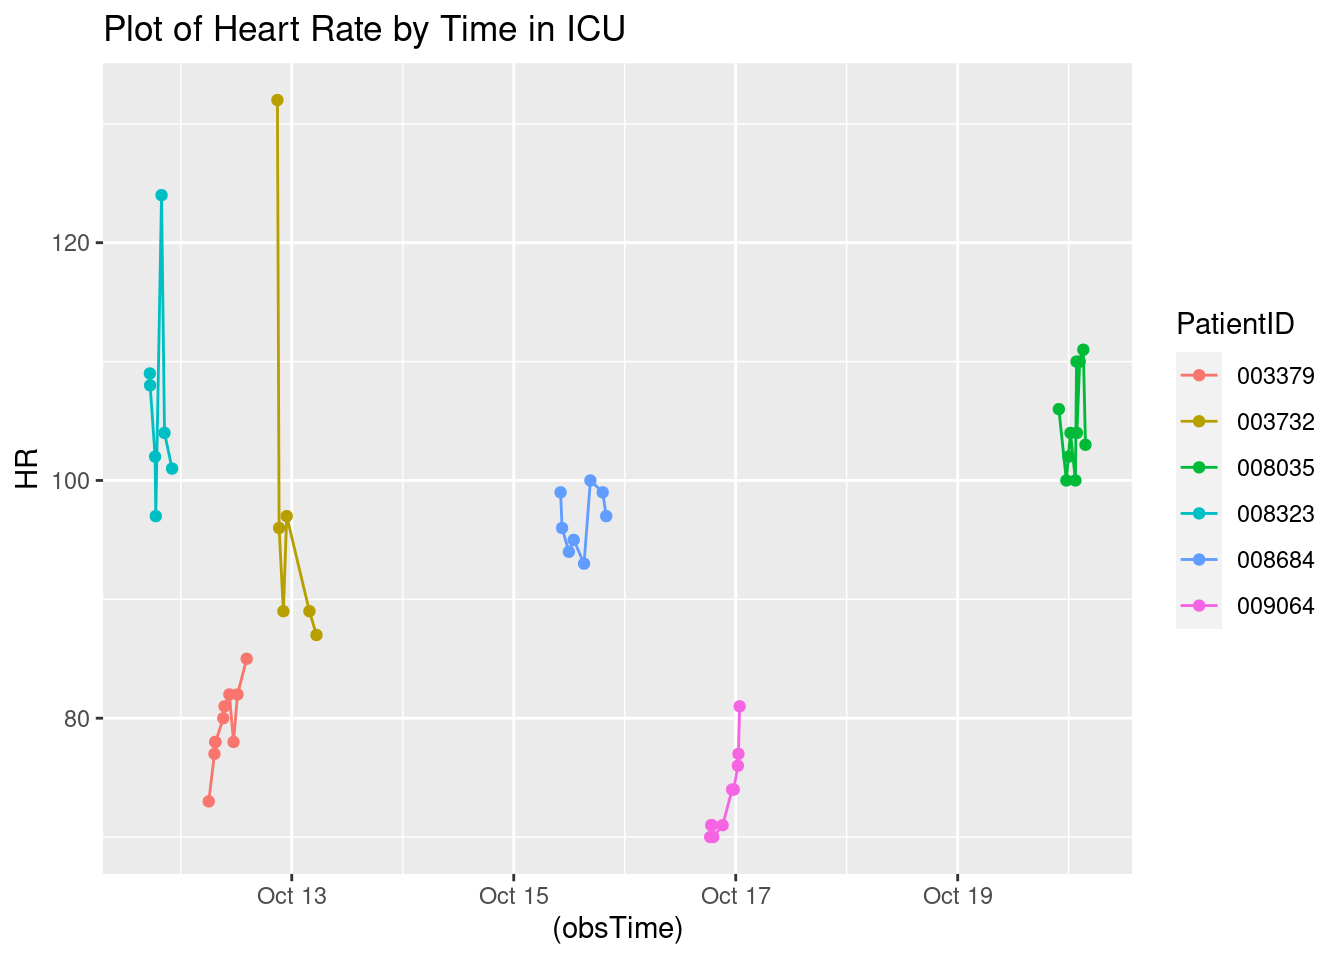 Plot of Heart Rate by Time in ICU
HR
120
100
80
Oct 13
Oct 15
Oct 17
Oct 19
(obsTime)
PatientID
003379
003732
008035
008323
008684
009064